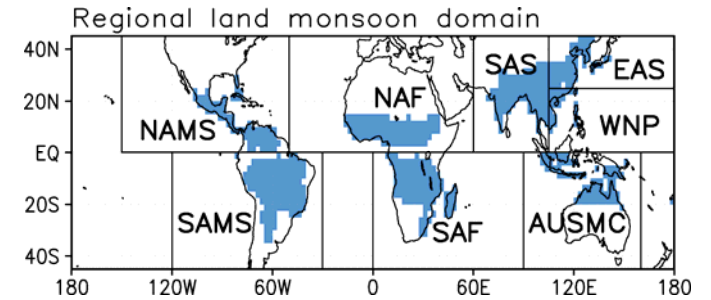 Regional land monsoon domain
40N
SAS
EAS
20N
NAF
NAMS
WNP
EQ
20S
SAMS
SAF
AUSMC
40S
180 120W 60W 0 60E 120E 180